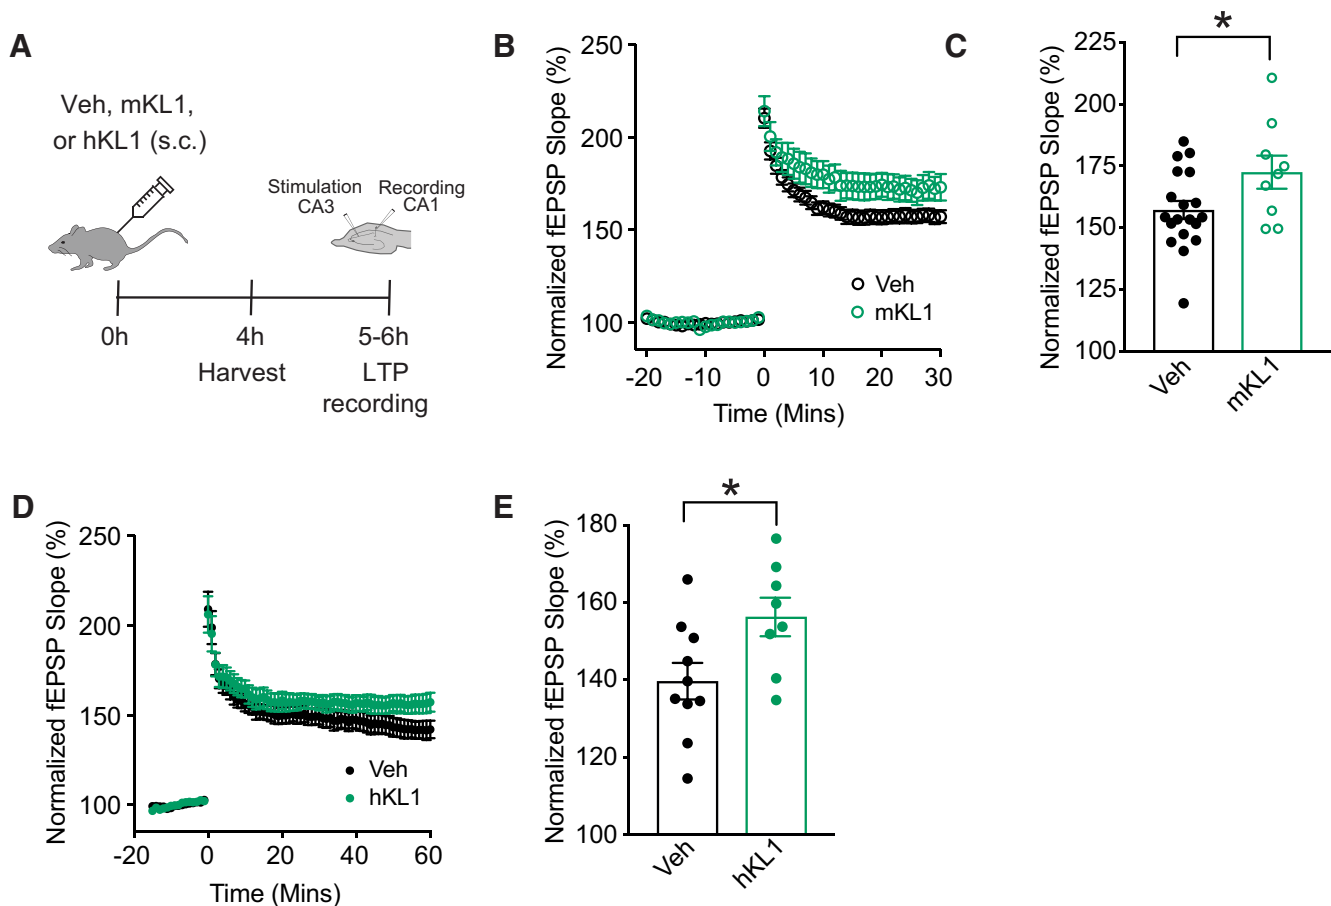 A
Veh, mKL1,
or hKL1 (s.c.)
Stimulation
CA3
Recording
CA1
0h
4h
5-6h
Harvest
LTP
recording
B
Normalized fEPSP Slope (%)
250
200
150
100
-20
-10
0
10
20
30
Time (Mins)
Veh
mKL1
C
Normalized fEPSP Slope (%)
225
200
175
150
125
100
*
Veh
mKL1
D
Normalized fEPSP Slope (%)
250
200
150
100
-20
0
20
40
60
Time (Mins)
Veh
hKL1
E
Normalized fEPSP Slope (%)
180
160
140
120
100
*
Veh
hKL1